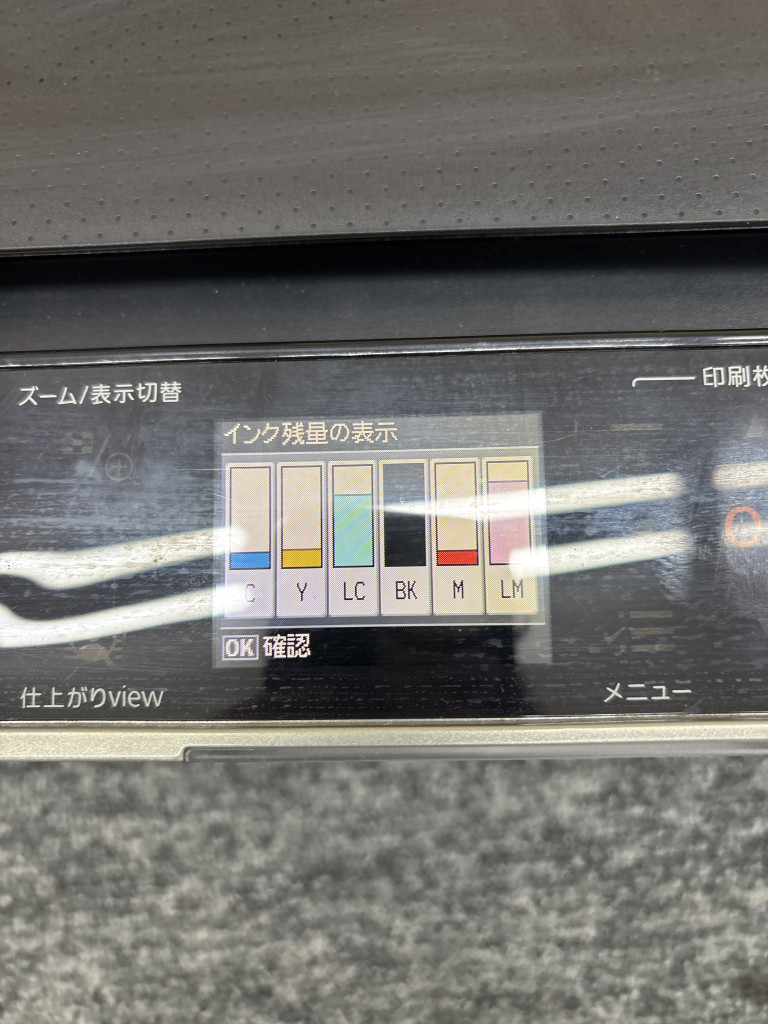 ズーム/表示切替
印刷枚
インク残量の表示
C Y LC BK M LM
OK 確認
仕上がりview
メニュー